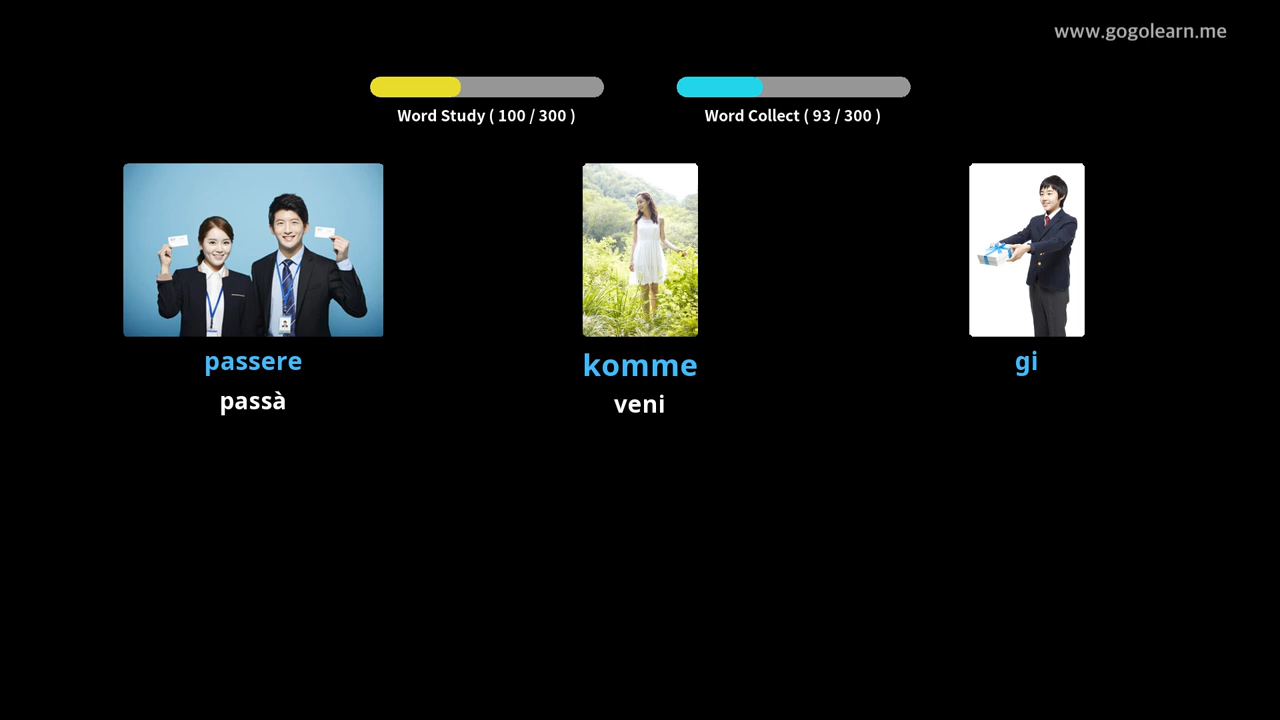 www.gogolearn.me
Word Study ( 100 / 300 )
Word Collect ( 93 / 300 )
passere
komme
gi
passà
veni